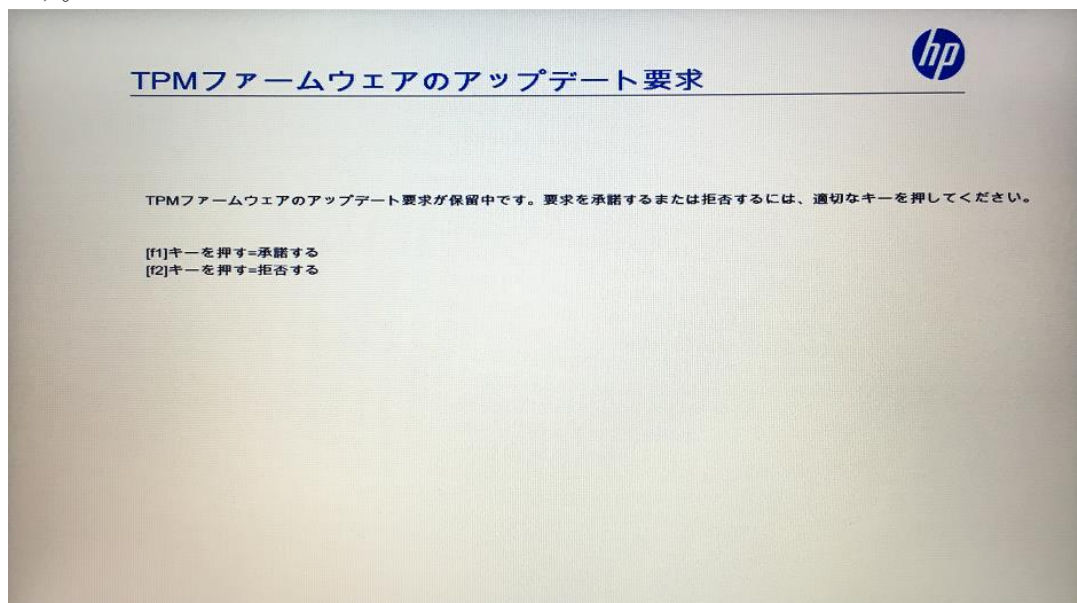 hp
TPMファームウェアのアップデート要求
TPMファームウェアのアップデート要求が保留中です。要求を承諾するまたは拒否するには、適切なキーを押してください。
[f1]キーを押す=承諾する
[f2]キーを押す=拒否する